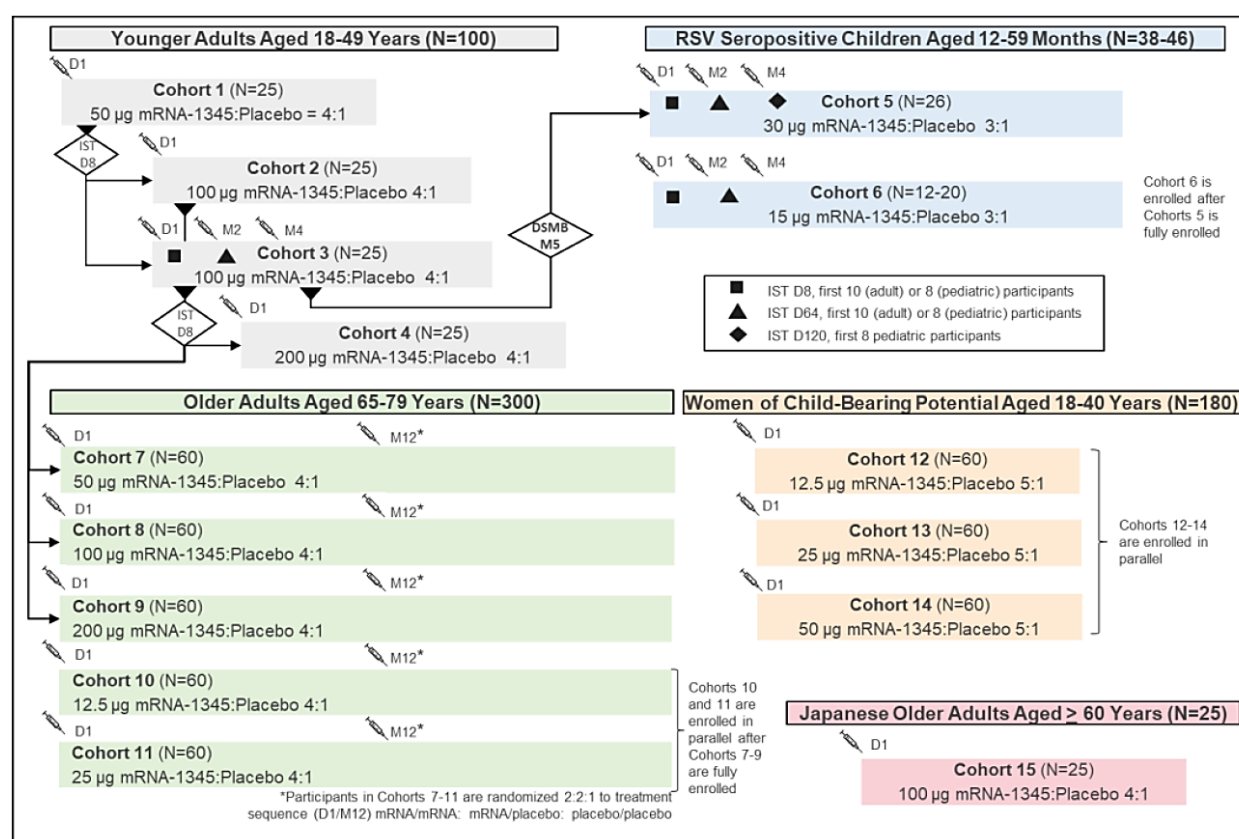 Younger Adults Aged 18-49 Years (N=100)
D1
Cohort 1 (N=25)
50 µg mRNA-1345:Placebo = 4:1
IST
D8
D1
Cohort 2 (N=25)
100 µg mRNA-1345:Placebo 4:1
D1
M2
M4
Cohort 3 (N=25)
100 µg mRNA-1345:Placebo 4:1
IST
D8
D1
Cohort 4 (N=25)
200 µg mRNA-1345:Placebo 4:1
DSMB
M5
RSV Seropositive Children Aged 12-59 Months (N=38-46)
D1
M2
M4
Cohort 5 (N=26)
30 µg mRNA-1345:Placebo 3:1
D1
M2
M4
Cohort 6 (N=12-20)
15 µg mRNA-1345:Placebo 3:1
Cohort 6 is
enrolled after
Cohorts 5 is
fully enrolled
IST D8, first 10 (adult) or 8 (pediatric) participants
IST D64, first 10 (adult) or 8 (pediatric) participants
IST D120, first 8 pediatric participants
Older Adults Aged 65-79 Years (N=300)
D1
M12*
Cohort 7 (N=60)
50 µg mRNA-1345:Placebo 4:1
D1
M12*
Cohort 8 (N=60)
100 µg mRNA-1345:Placebo 4:1
D1
M12*
Cohort 9 (N=60)
200 µg mRNA-1345:Placebo 4:1
D1
M12*
Cohort 10 (N=60)
12.5 µg mRNA-1345:Placebo 4:1
D1
M12*
Cohort 11 (N=60)
25 µg mRNA-1345:Placebo 4:1
Cohorts 10
and 11 are
enrolled in
parallel after
Cohorts 7-9
are fully
enrolled
*Participants in Cohorts 7-11 are randomized 2:2:1 to treatment
sequence (D1/M12) mRNA/mRNA: mRNA/placebo: placebo/placebo
Women of Child-Bearing Potential Aged 18-40 Years (N=180)
D1
Cohort 12 (N=60)
12.5 µg mRNA-1345:Placebo 5:1
D1
Cohort 13 (N=60)
25 µg mRNA-1345:Placebo 5:1
D1
Cohort 14 (N=60)
50 µg mRNA-1345:Placebo 5:1
Cohorts 12-14
are enrolled in
parallel
Japanese Older Adults Aged ≥ 60 Years (N=25)
D1
Cohort 15 (N=25)
100 µg mRNA-1345:Placebo 4:1